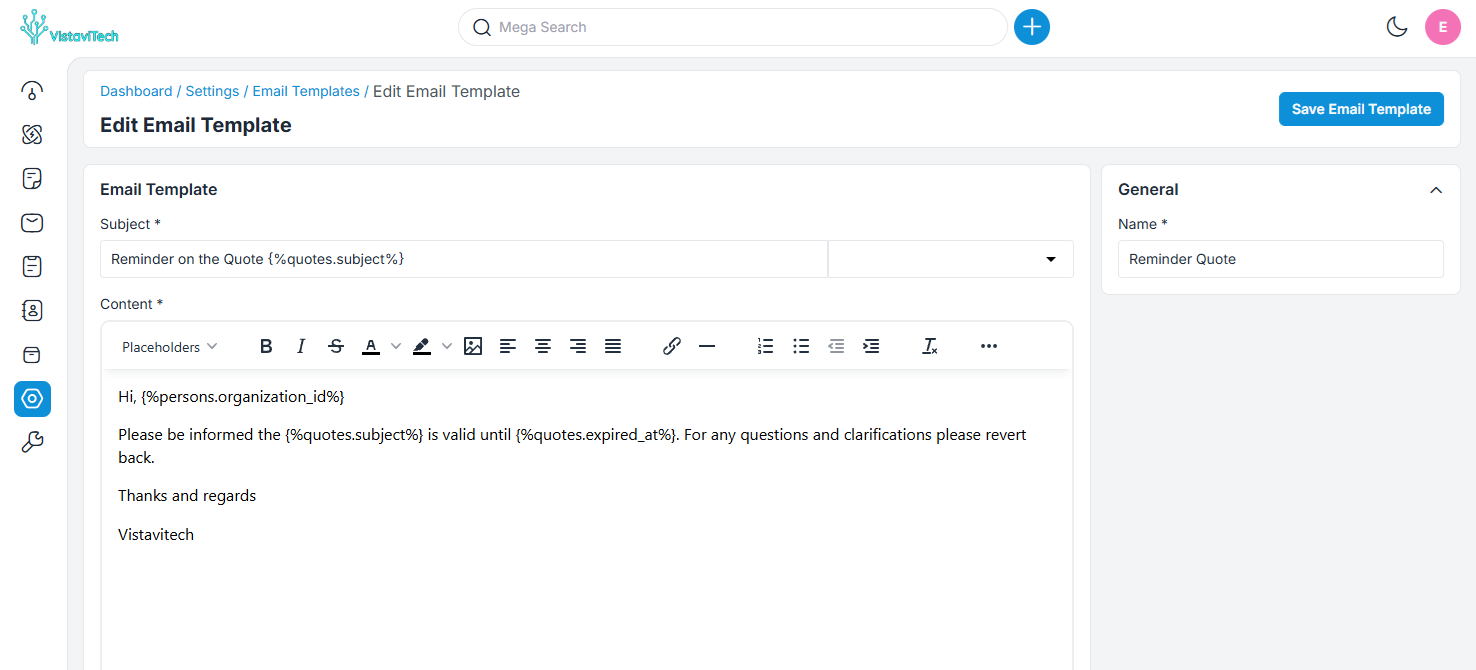 VistaviTech
Mega Search
E
Dashboard / Settings / Email Templates / Edit Email Template
Edit Email Template
Save Email Template
Email Template
Subject *
Reminder on the Quote {%quotes.subject%}
Content *
Placeholders
B I S A
Hi, {%persons.organization_id%}
Please be informed the {%quotes.subject%} is valid until {%quotes.expired_at%}. For any questions and clarifications please revert
back.
Thanks and regards
Vistavitech
General
Name *
Reminder Quote